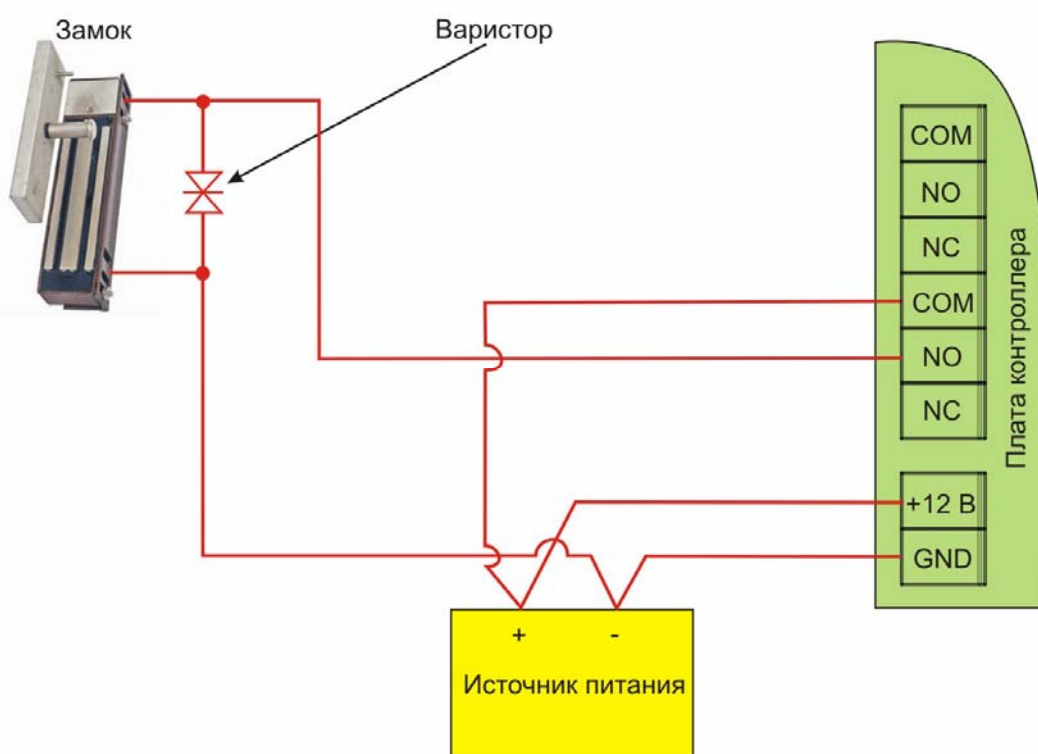 Замок
Варистор
COM
NO
NC
COM
NO
NC
+12 В
GND
Плата контроллера
+ -
Источник питания